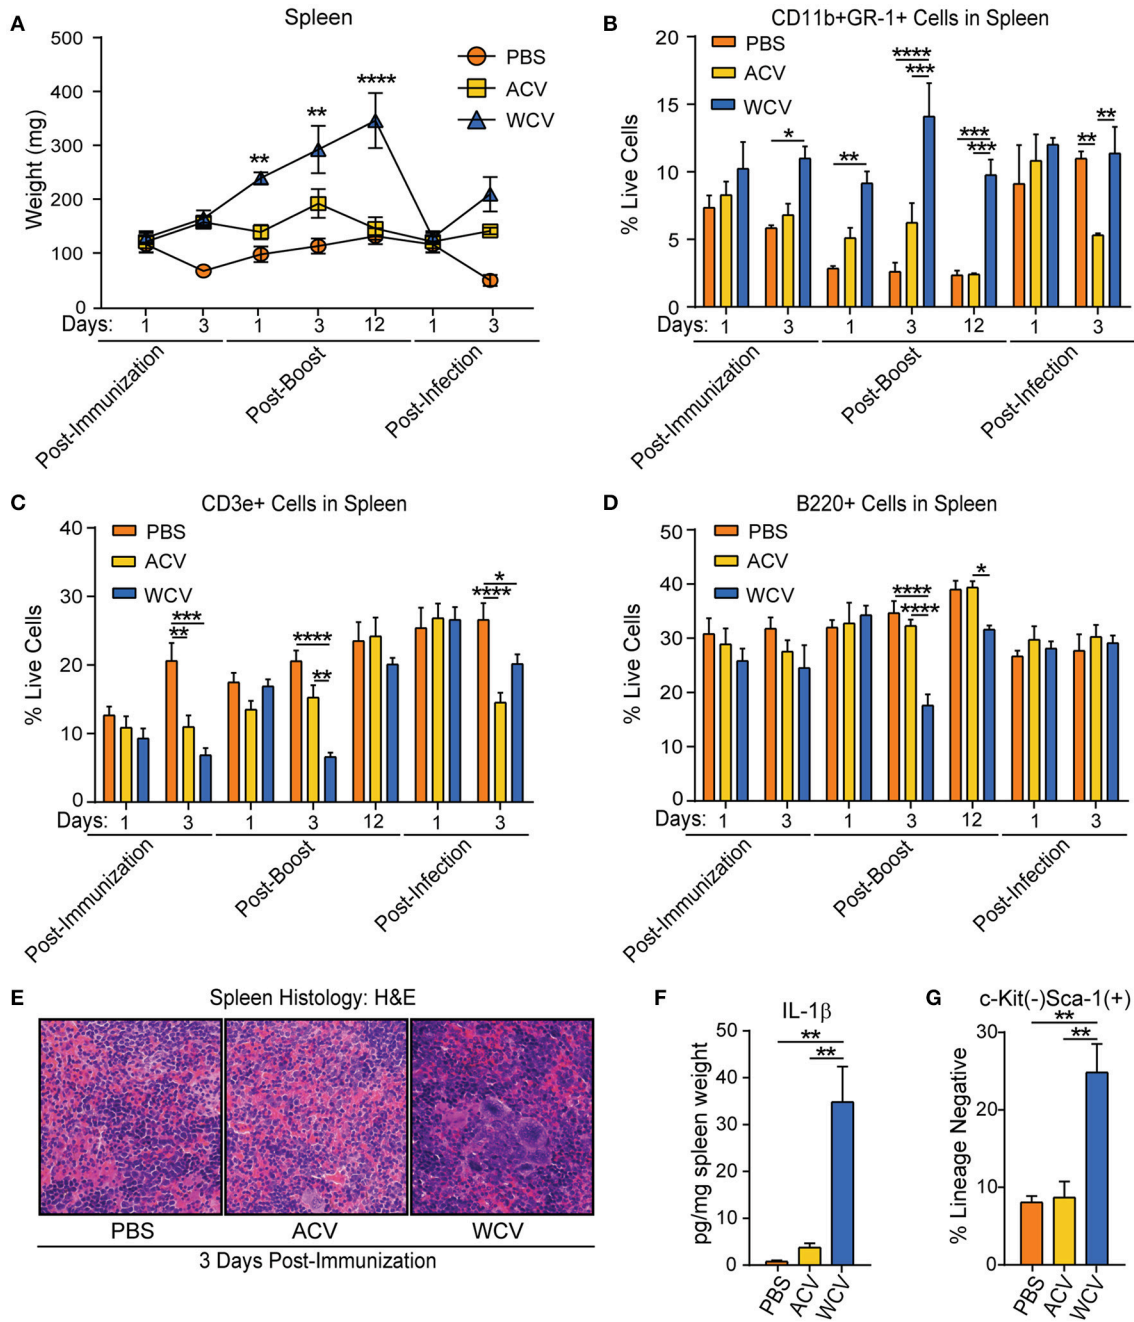 A
Spleen
Weight (mg)
500
400
300
200
100
0
PBS
ACV
WCV
**
**
****
Days: 1 3 1 3 12 1 3
Post-Immunization
Post-Boost
Post-Infection
B
CD11b+GR-1+ Cells in Spleen
% Live Cells
20
15
10
5
0
PBS
ACV
WCV
*
**
****
***
***
***
**
**
Days: 1 3 1 3 12 1 3
Post-Immunization
Post-Boost
Post-Infection
C
CD3e+ Cells in Spleen
% Live Cells
40
30
20
10
0
PBS
ACV
WCV
***
**
****
**
*
****
Days: 1 3 1 3 12 1 3
Post-Immunization
Post-Boost
Post-Infection
D
B220+ Cells in Spleen
% Live Cells
50
40
30
20
10
0
PBS
ACV
WCV
****
****
*
Days: 1 3 1 3 12 1 3
Post-Immunization
Post-Boost
Post-Infection
E
Spleen Histology: H&E
PBS ACV WCV
3 Days Post-Immunization
F
IL-1β
pg/mg spleen weight
50
40
30
20
10
0
**
**
PBS
ACV
WCV
G
c-Kit(-)Sca-1(+)
% Lineage Negative
30
20
10
0
**
**
PBS
ACV
WCV